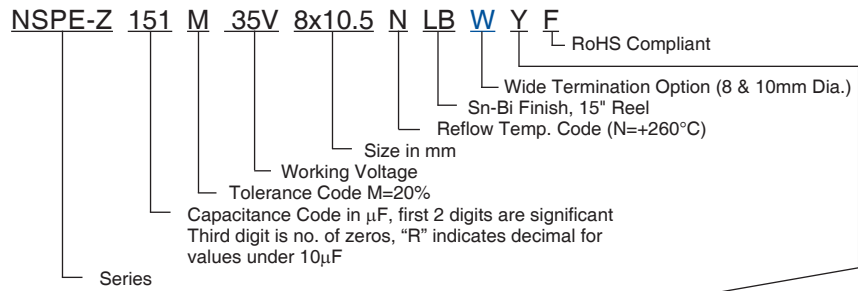 NSPE-Z 151 M 35V 8x10.5 N LB W Y F
RoHS Compliant
Wide Termination Option (8 & 10mm Dia.)
Sn-Bi Finish, 15" Reel
Reflow Temp. Code (N=+260°C)
Size in mm
Working Voltage
Tolerance Code M=20%
Capacitance Code in μF, first 2 digits are significant
Third digit is no. of zeros, “R” indicates decimal for
values under 10μF
Series